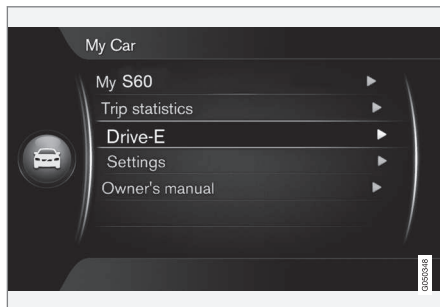 My Car
My S60
Trip statistics
Drive-E
Settings
Owner's manual
G050348